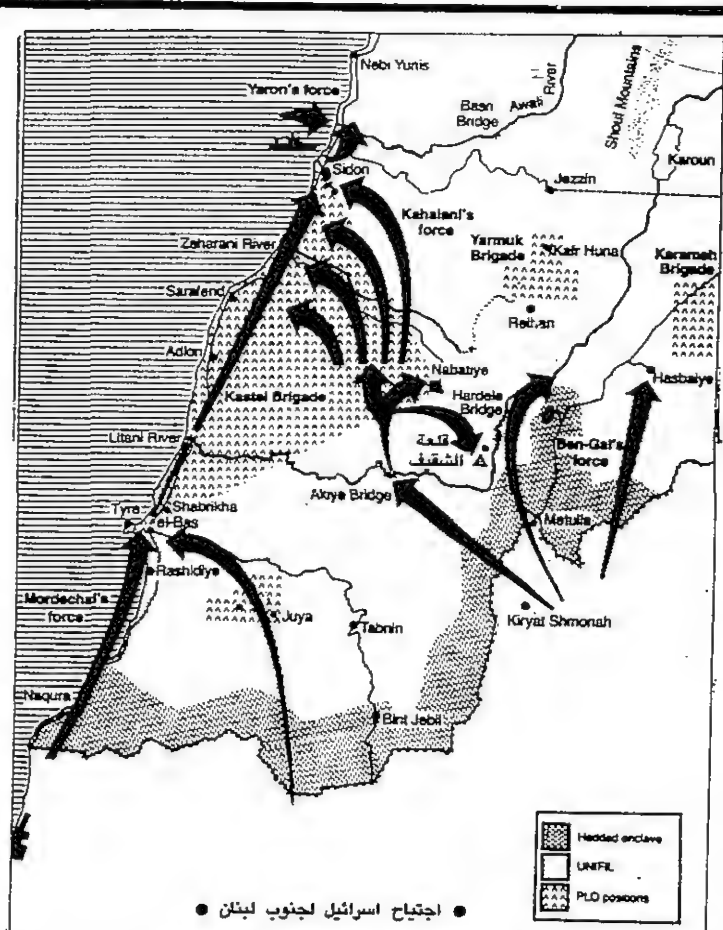 Nebi Yunis
Yaron's force
Basri
Bridge
Awali
River
Shouf Mountains
Karoun
Sidon
Jezzin
Kahalani's
force
Zaharani River
Yarmuk
Brigade
Kafr Huna
Karameh
Brigade
Sarafend
Reihan
Adlon
Nabatiye
Hasbaiye
Kastel Brigade
Hardele
Bridge
Litani River
قلعة
الشقيف
Ben-Gal's
force
Akiye Bridge
Tyre
Shabrikha
el-Bas
Metulla
Rashidiye
Mordechai's
force
Juya
Tabnin
Kiryat Shmonah
Naqura
Bint Jebil
Haddad enclave
UNIFIL
PLO positions
● اجتياح اسرائيل لجنوب لبنان ●